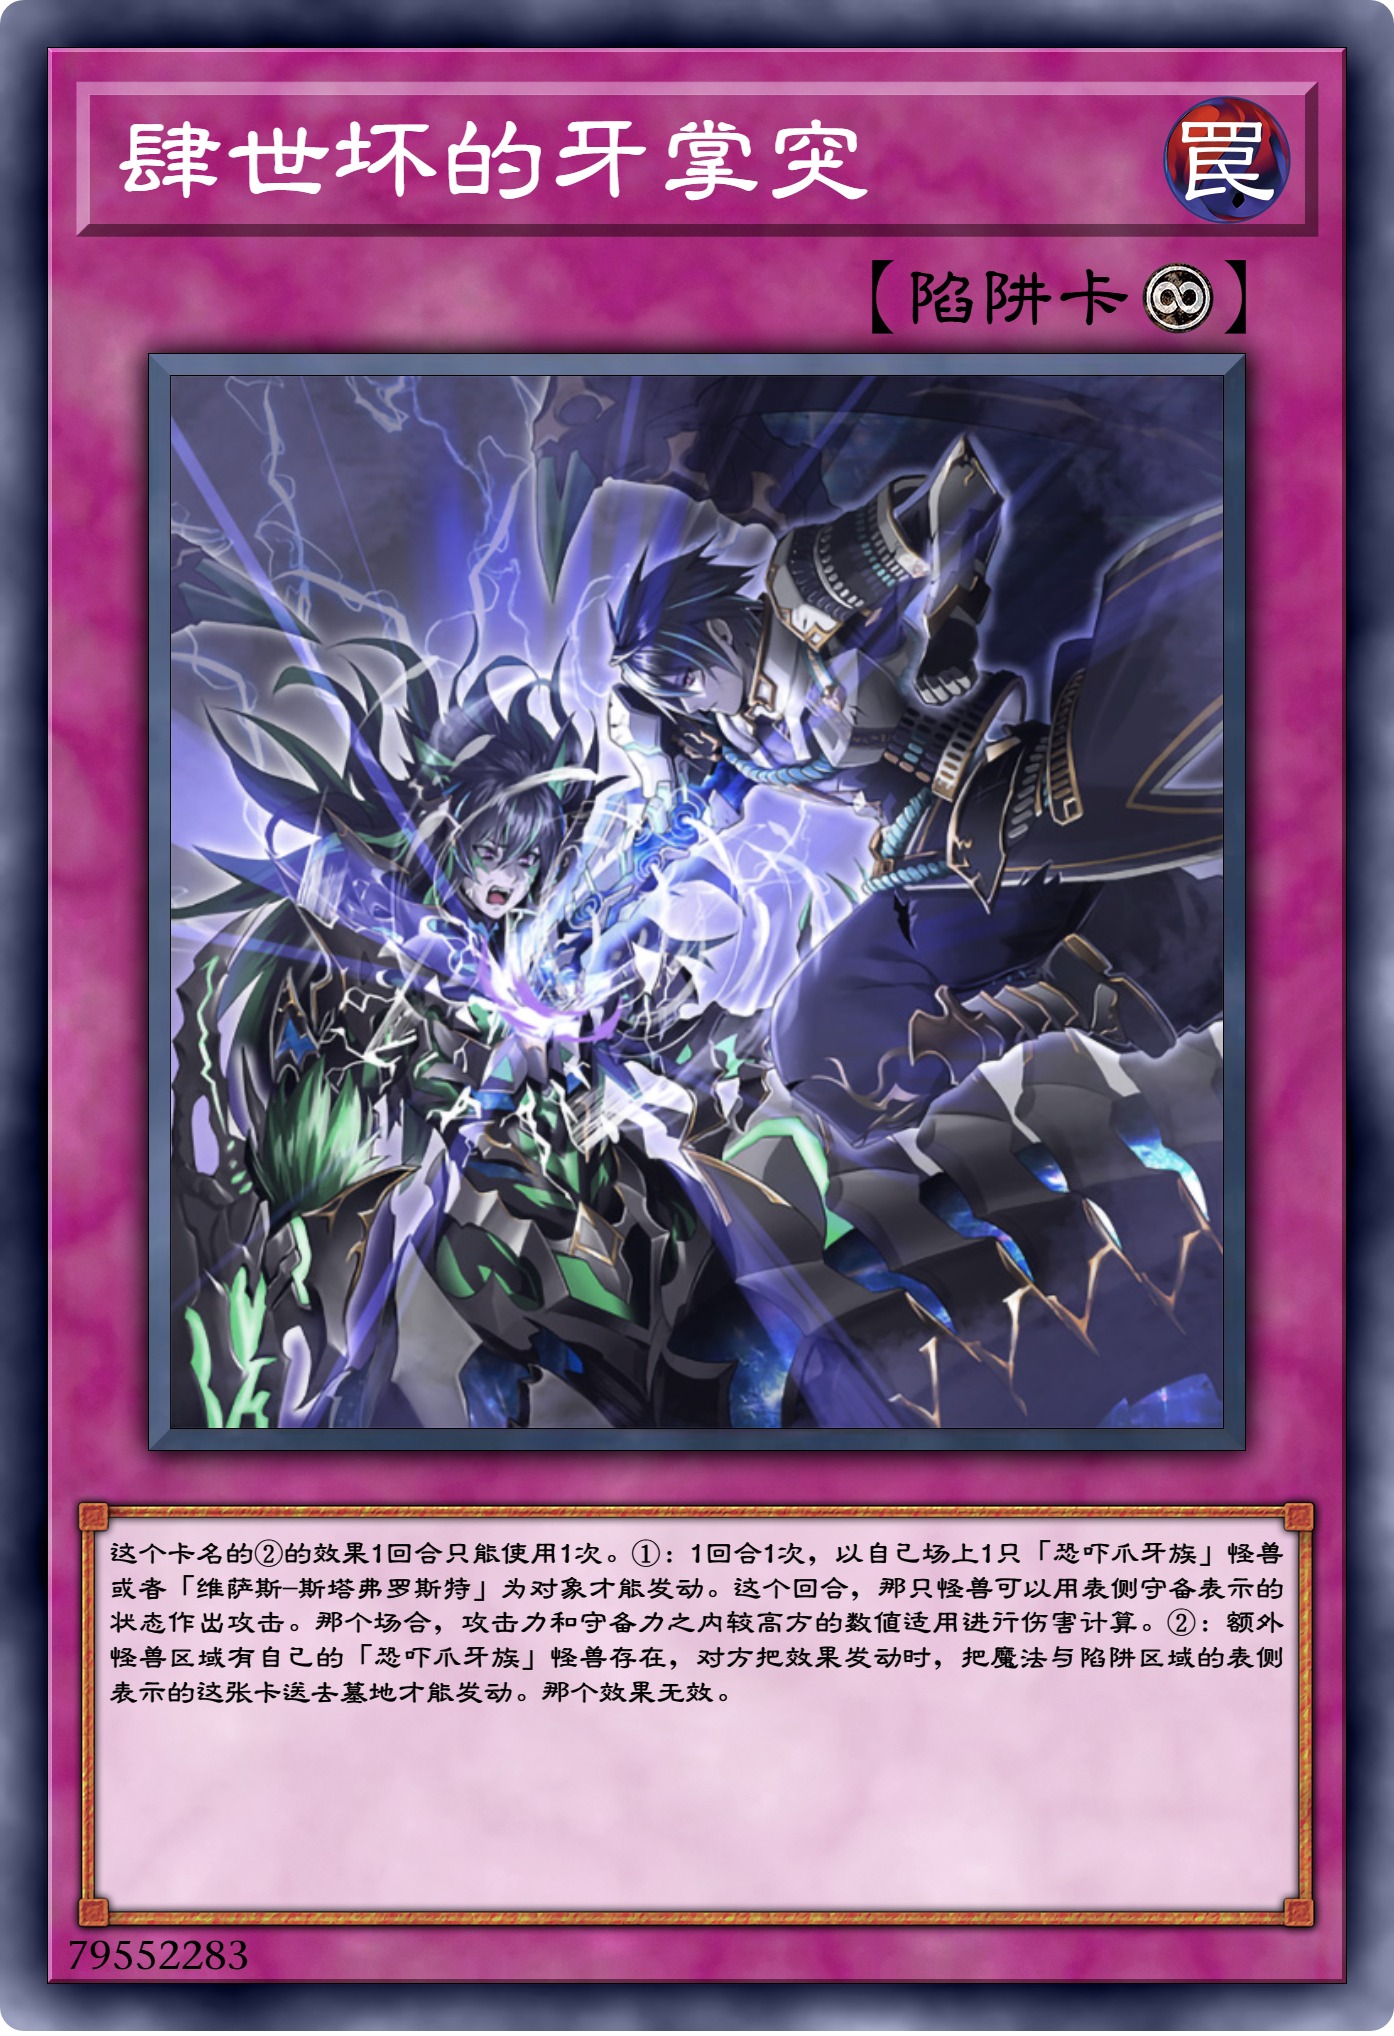 肆世坏的牙掌突
罠
【陷阱卡♾】
这个卡名的②的效果1回合只能使用1次。①：1回合1次，以自己场上1只「恐吓爪牙族」怪兽
或者「维萨斯-斯塔弗罗斯特」为对象才能发动。这个回合，那只怪兽可以用表侧守备表示的
状态作出攻击。那个场合，攻击力和守备力之内较高方的数值适用进行伤害计算。②：额外
怪兽区域有自己的「恐吓爪牙族」怪兽存在，对方把效果发动时，把魔法与陷阱区域的表侧
表示的这张卡送去墓地才能发动。那个效果无效。
79552283